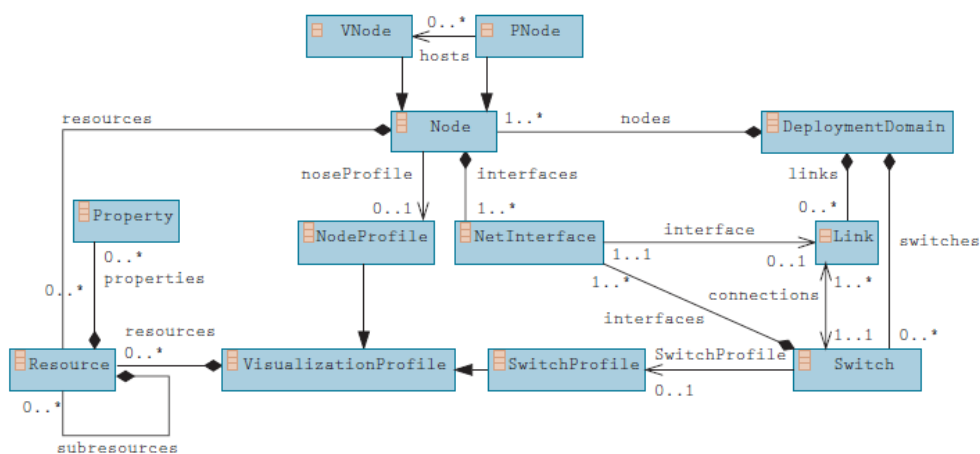 VNode
0..*
PNode
hosts
resources
Node
1..*
nodes
DeploymentDomain
noseProfile
interfaces
links
0..1
1..*
0..*
Property
NodeProfile
NetInterface
interface
Link
switches
0..*
properties
1..1
0..1
1..*
0..*
1..*
connections
resources
interfaces
1..1
0..*
Resource
0..*
VisualizationProfile
SwitchProfile
SwitchProfile
Switch
0..*
0..1
subresources